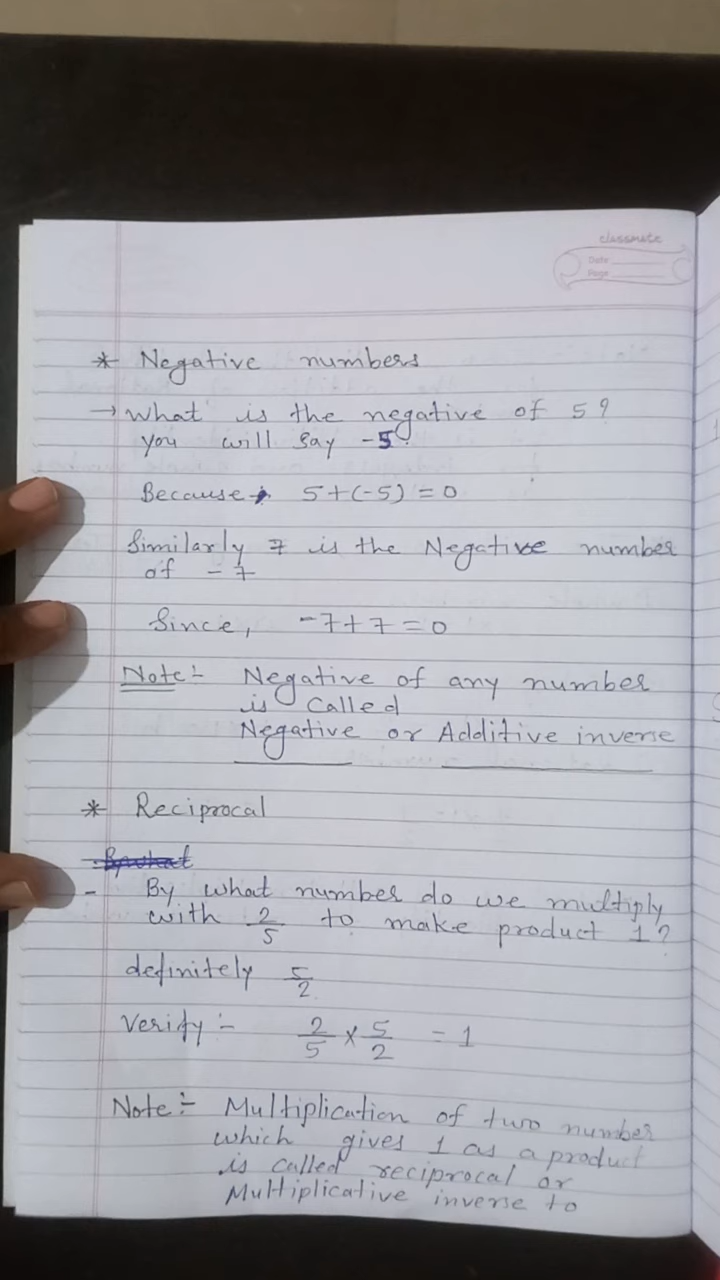 classmate
Date
Page
* Negative numbers
→ What is the negative of 5?
you will say -5.
Because → 5+(-5) = 0
Similarly 7 is the Negative number
of -7
Since, -7+7=0
Note:- Negative of any number
is called
Negative or Additive inverse
* Reciprocal
- By what number do we multiply
with 2/5 to make product 1?
definitely 5/2
Verify:- 2/5 × 5/2 = 1
Note:- Multiplication of two number
which gives 1 as a product
is called reciprocal or
Multiplicative inverse to